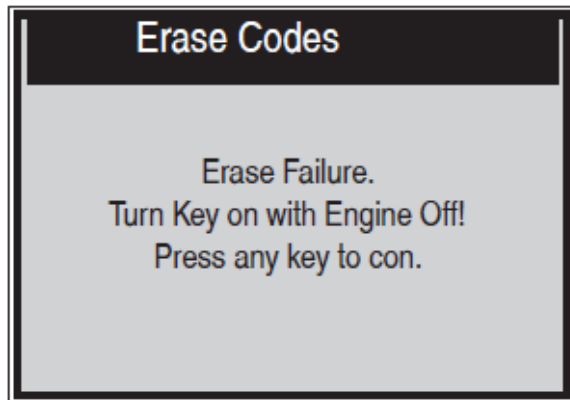 Erase Codes
Erase Failure.
Turn Key on with Engine Off!
Press any key to con.